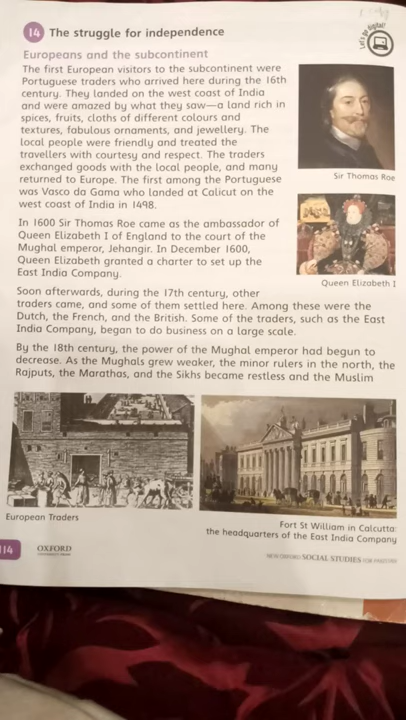 14 The struggle for independence
Let's go digital!
Europeans and the subcontinent
The first European visitors to the subcontinent were
Portuguese traders who arrived here during the 16th
century. They landed on the west coast of India
and were amazed by what they saw—a land rich in
spices, fruits, cloths of different colours and
textures, fabulous ornaments, and jewellery. The
local people were friendly and treated the
travellers with courtesy and respect. The traders
exchanged goods with the local people, and many
returned to Europe. The first among the Portuguese
was Vasco da Gama who landed at Calicut on the
west coast of India in 1498.
Sir Thomas Roe
In 1600 Sir Thomas Roe came as the ambassador of
Queen Elizabeth I of England to the court of the
Mughal emperor, Jehangir. In December 1600,
Queen Elizabeth granted a charter to set up the
East India Company.
Queen Elizabeth I
Soon afterwards, during the 17th century, other
traders came, and some of them settled here. Among these were the
Dutch, the French, and the British. Some of the traders, such as the East
India Company, began to do business on a large scale.
By the 18th century, the power of the Mughal emperor had begun to
decrease. As the Mughals grew weaker, the minor rulers in the north, the
Rajputs, the Marathas, and the Sikhs became restless and the Muslim
European Traders
Fort St William in Calcutta:
the headquarters of the East India Company
114
OXFORD
NEW OXFORD SOCIAL STUDIES FOR PAKISTAN